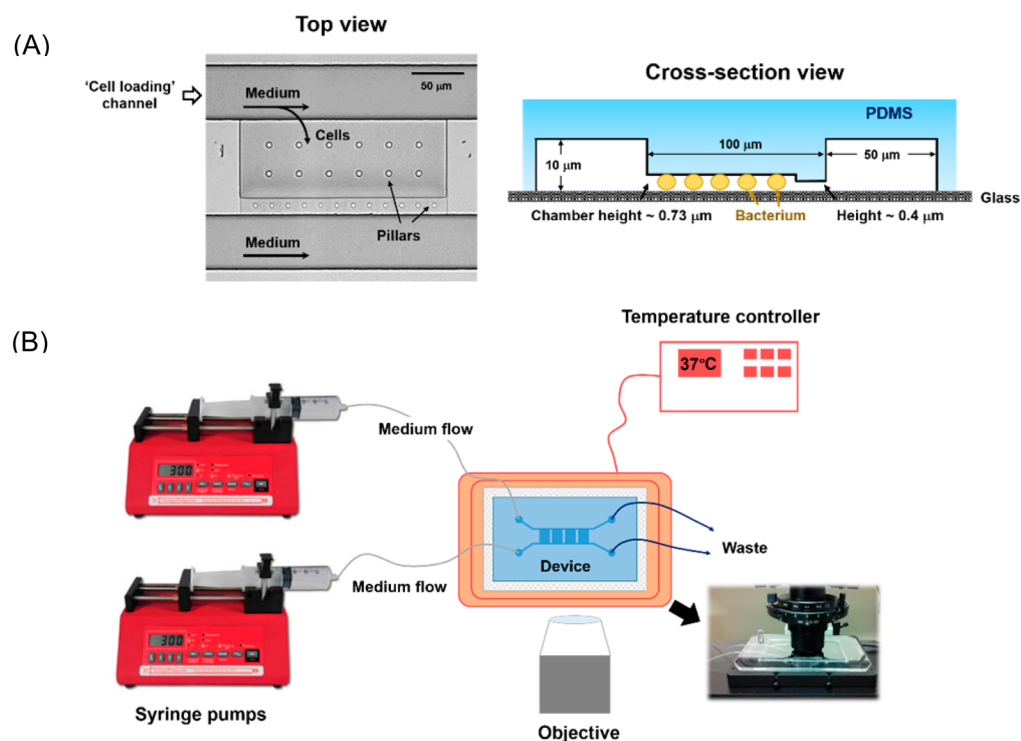 (A)
Top view
'Cell loading'
channel
Medium
50 μm
Cells
Pillars
Medium
Cross-section view
PDMS
100 μm
10 μm
50 μm
Glass
Chamber height ~ 0.73 μm
Bacterium
Height ~ 0.4 μm
(B)
Temperature controller
37°C
300
Medium flow
Waste
Device
Medium flow
300
Syringe pumps
Objective